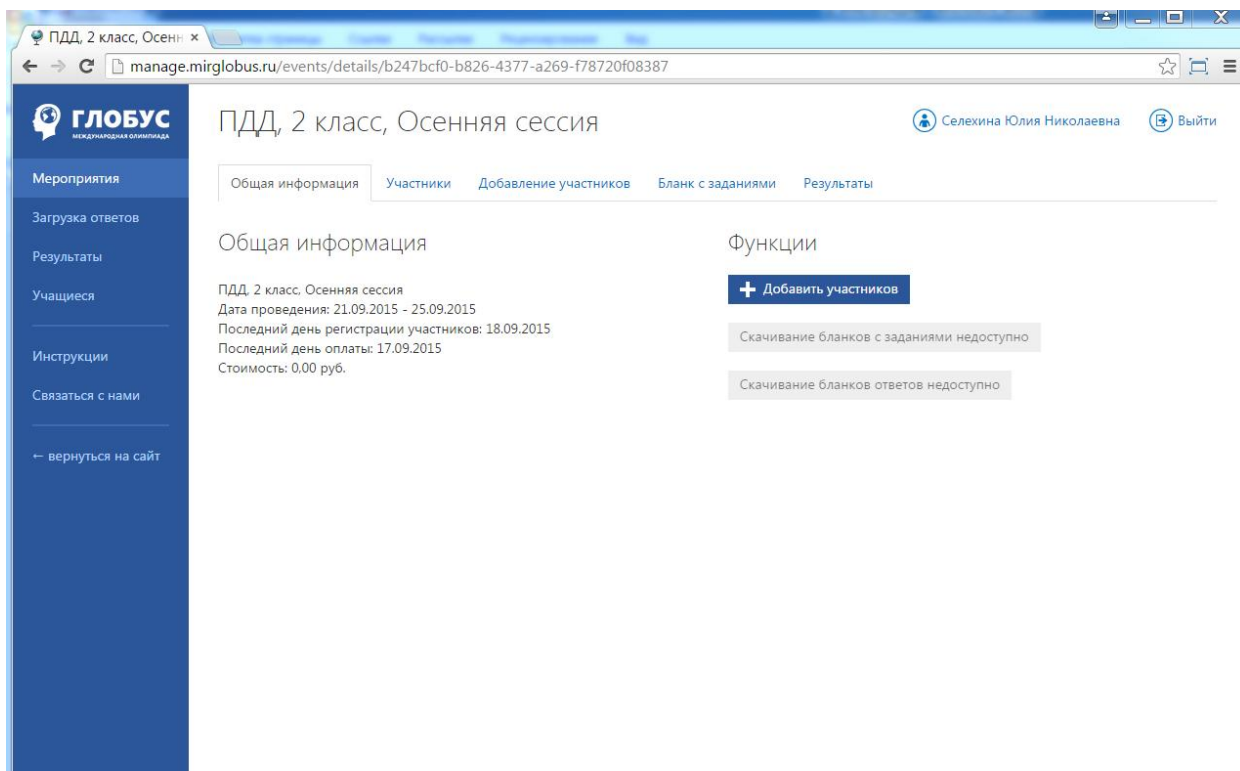 ПДД, 2 класс, Осенн
manage.mirglobus.ru/events/details/b247bcf0-b826-4377-a269-f78720f08387
ГЛОБУС
МЕЖДУНАРОДНАЯ ОЛИМПИАДА
ПДД, 2 класс, Осенняя сессия
Селехина Юлия Николаевна
Выйти
Мероприятия
Загрузка ответов
Результаты
Учащиеся
Инструкции
Связаться с нами
← вернуться на сайт
Общая информация Участники Добавление участников Бланк с заданиями Результаты
Общая информация
ПДД, 2 класс, Осенняя сессия
Дата проведения: 21.09.2015 - 25.09.2015
Последний день регистрации участников: 18.09.2015
Последний день оплаты: 17.09.2015
Стоимость: 0,00 руб.
Функции
Добавить участников
Скачивание бланков с заданиями недоступно
Скачивание бланков ответов недоступно